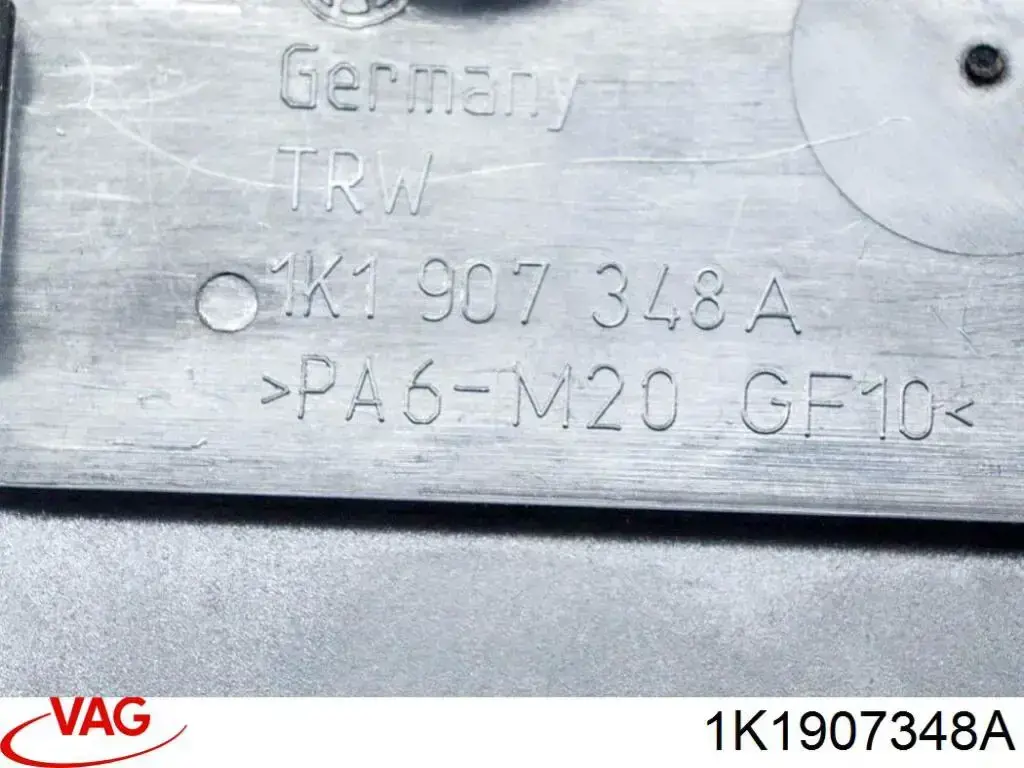 Germany
TRW
1K1 907 348 A
>PA6-M20 GF10<
VAG
1K1907348A